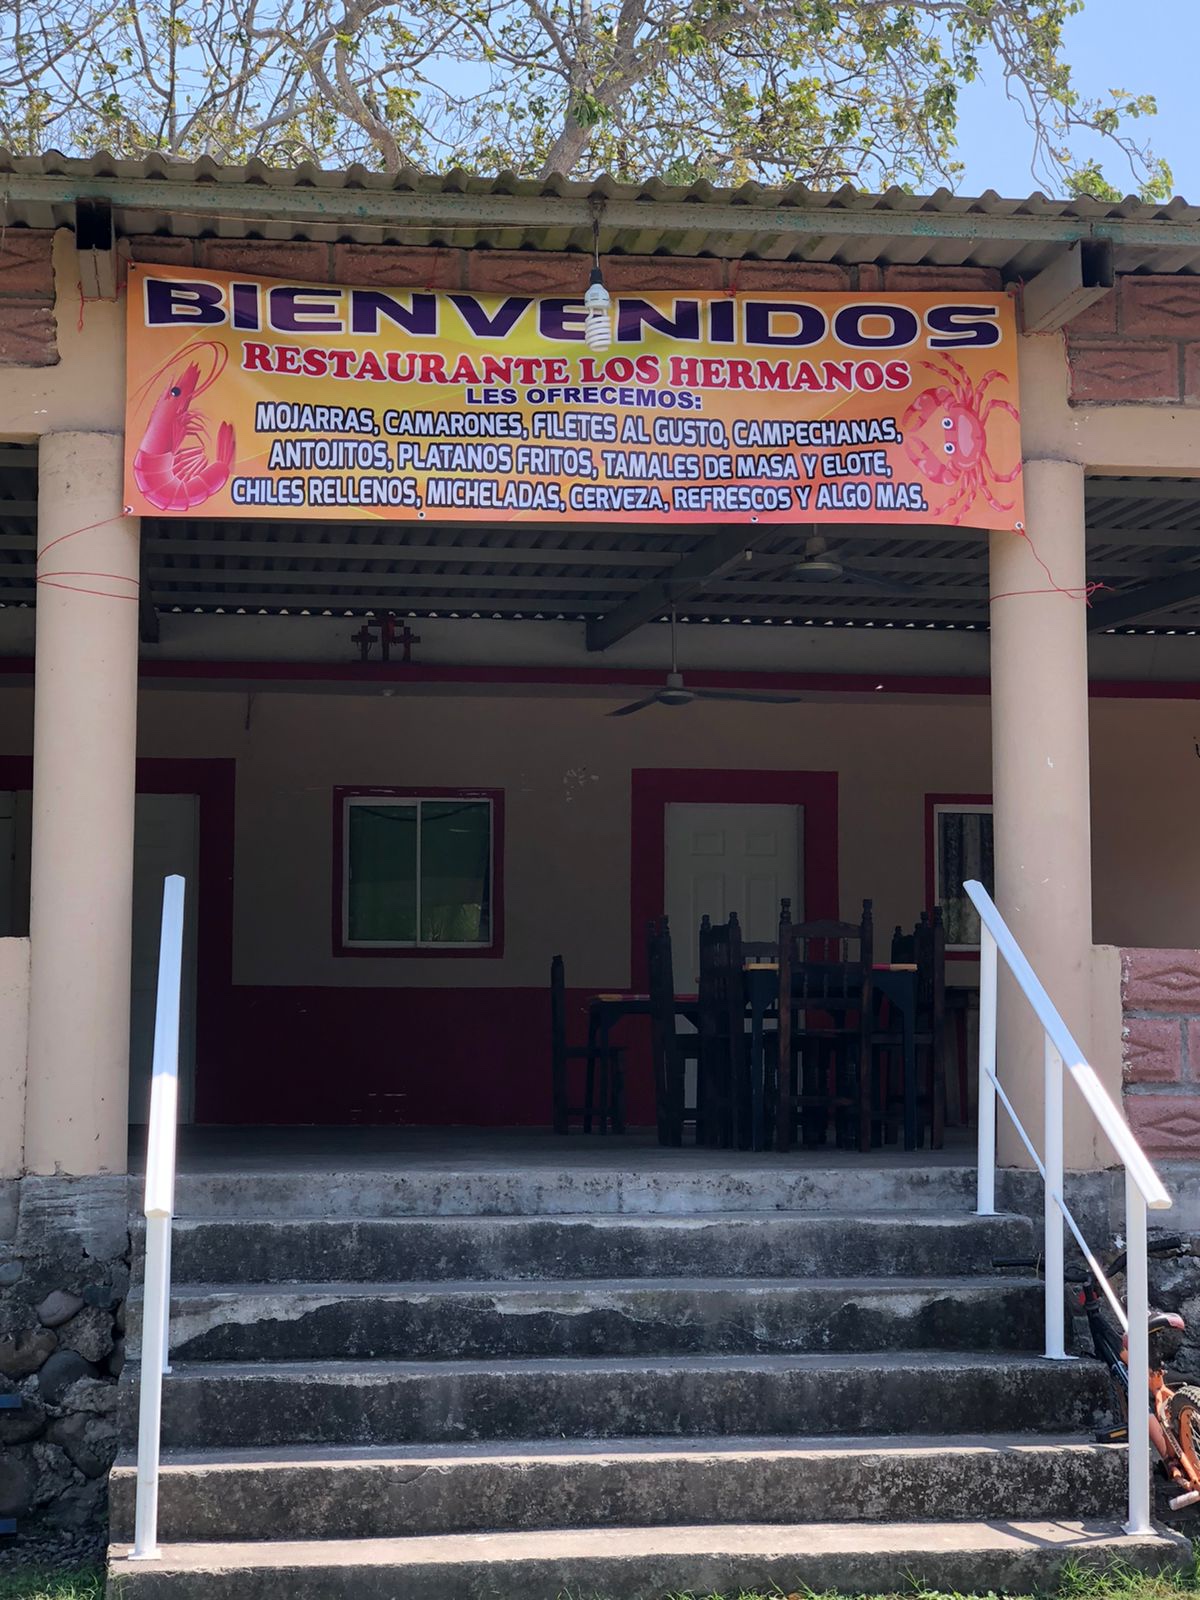 BIENVENIDOS
RESTAURANTE LOS HERMANOS
LES OFRECEMOS:
MOJARRAS, CAMARONES, FILETES AL GUSTO, CAMPECHANAS,
ANTOJITOS, PLATANOS FRITOS, TAMALES DE MASA Y ELOTE,
CHILES RELLENOS, MICHELADAS, CERVEZA, REFRESCOS Y ALGO MAS.